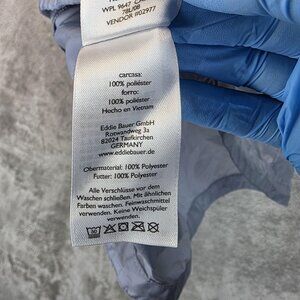 WPL 9647
VENDOR #02977
carcasa:
100% poliéster
forro:
100% poliéster
Hecho en Vietnam
Eddie Bauer GmbH
Rotwandweg 3a
82024 Taufkirchen
GERMANY
www.eddiebauer.de
Obermaterial: 100% Polyester
Futter: 100% Polyester
Alle Verschlüsse vor dem
Waschen schließen. Mit ähnlichen
Farben waschen. Feinwaschmittel
verwenden. Keine Weichspüler
verwenden.